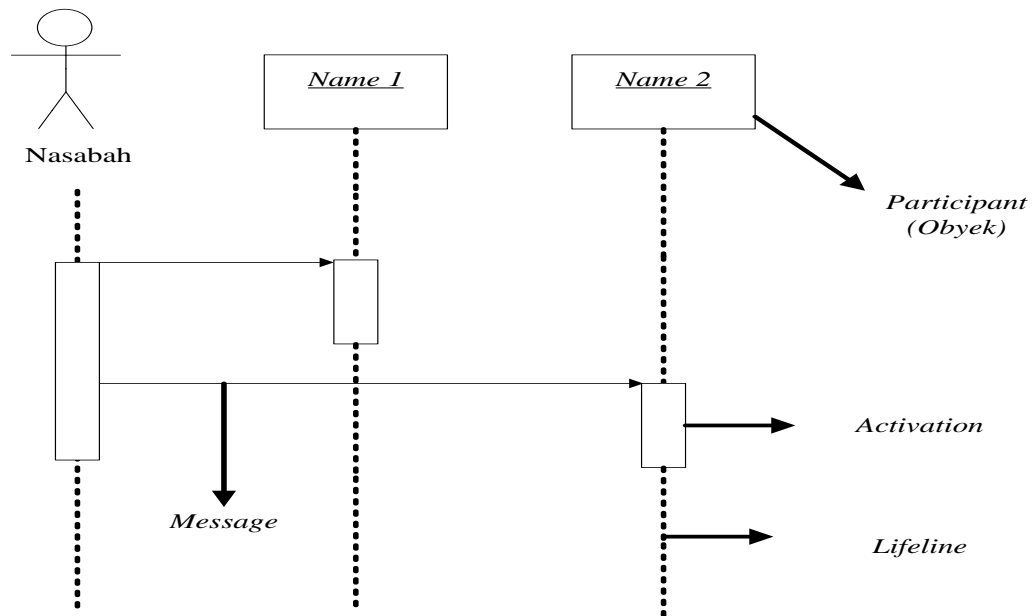 Name 1
Name 2
Nasabah
Participant
(Obyek)
Activation
Message
Lifeline